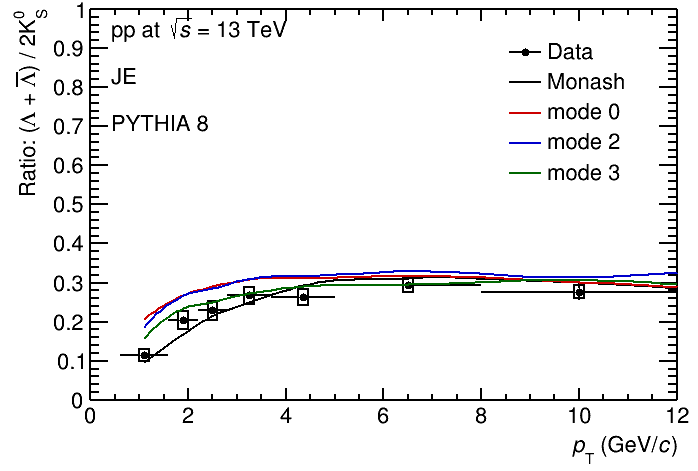 Ratio: (Λ + Λ̅) / 2K⁰_S
1
0.9
0.8
0.7
0.6
0.5
0.4
0.3
0.2
0.1
0
pp at √s = 13 TeV
JE
PYTHIA 8
Data
Monash
mode 0
mode 2
mode 3
0 2 4 6 8 10 12
p_T (GeV/c)